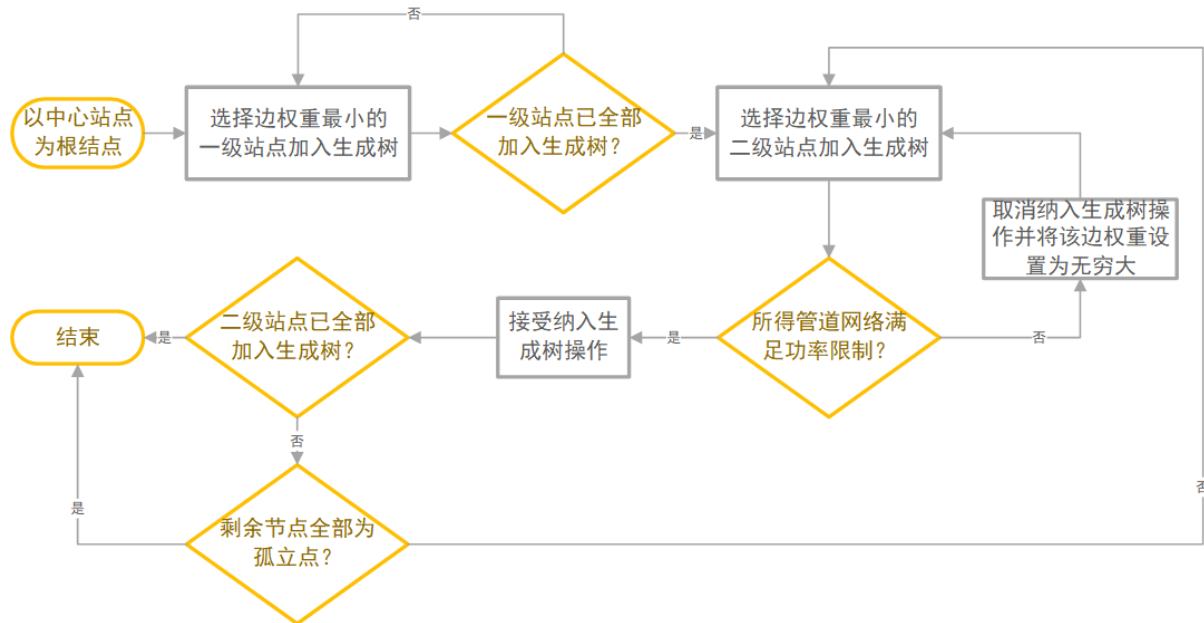 否
以中心站点
为根结点
选择边权重最小的
一级站点加入生成树
一级站点已全部
加入生成树？
是
选择边权重最小的
二级站点加入生成树
取消纳入生成树操
作并将该边权重设
置为无穷大
结束
是
二级站点已全部
加入生成树？
接受纳入生
成树操作
是
所得管道网络满
足功率限制？
否
否
是
剩余节点全部为
孤立点？
否